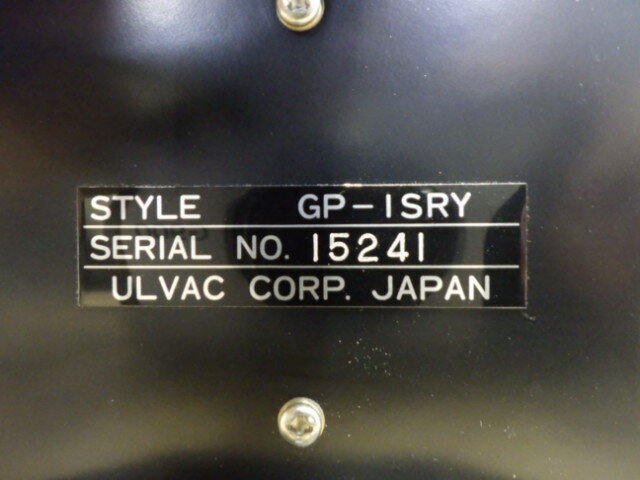 STYLE GP-1SRY
SERIAL NO. 15241
ULVAC CORP. JAPAN